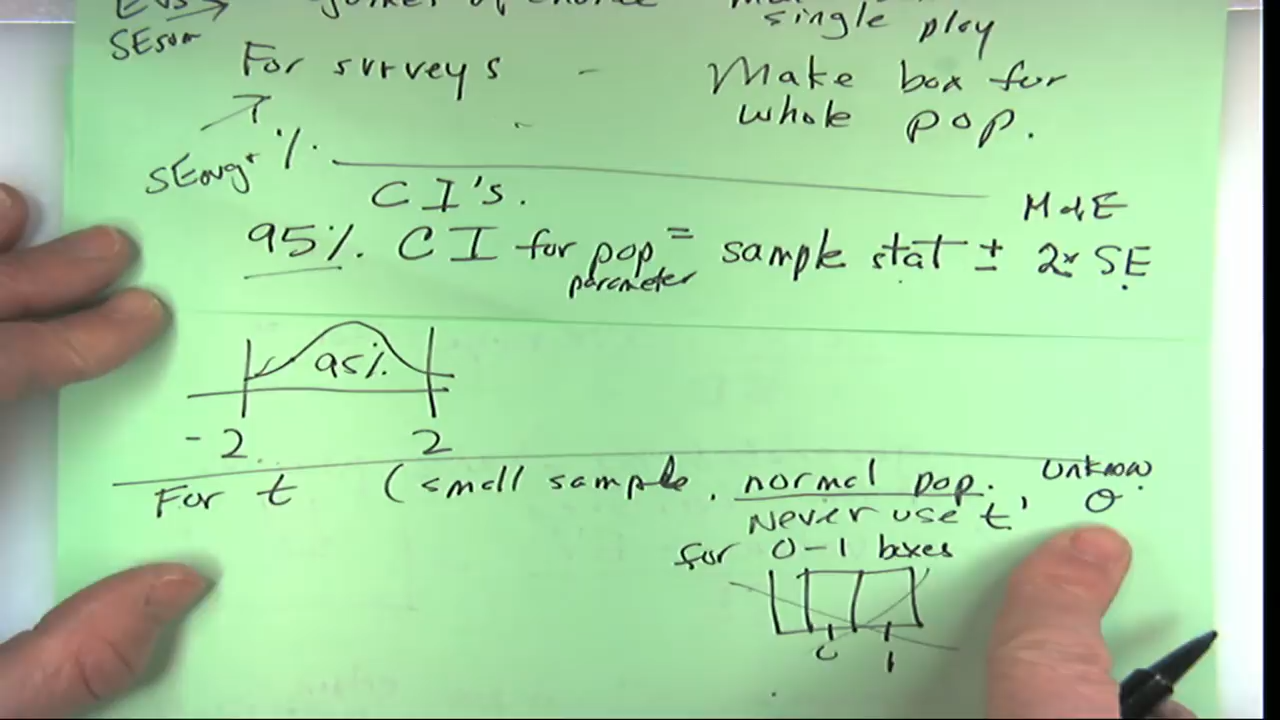 single play
SEsum
For surveys - Make box for
whole pop.
SEavg, %
CI's.
M of E
95% CI for pop = sample stat ± 2× SE
parameter
95%
-2 2
For t (small sample, normal pop. Unknow
Never use t, σ
for 0-1 boxes
0 1